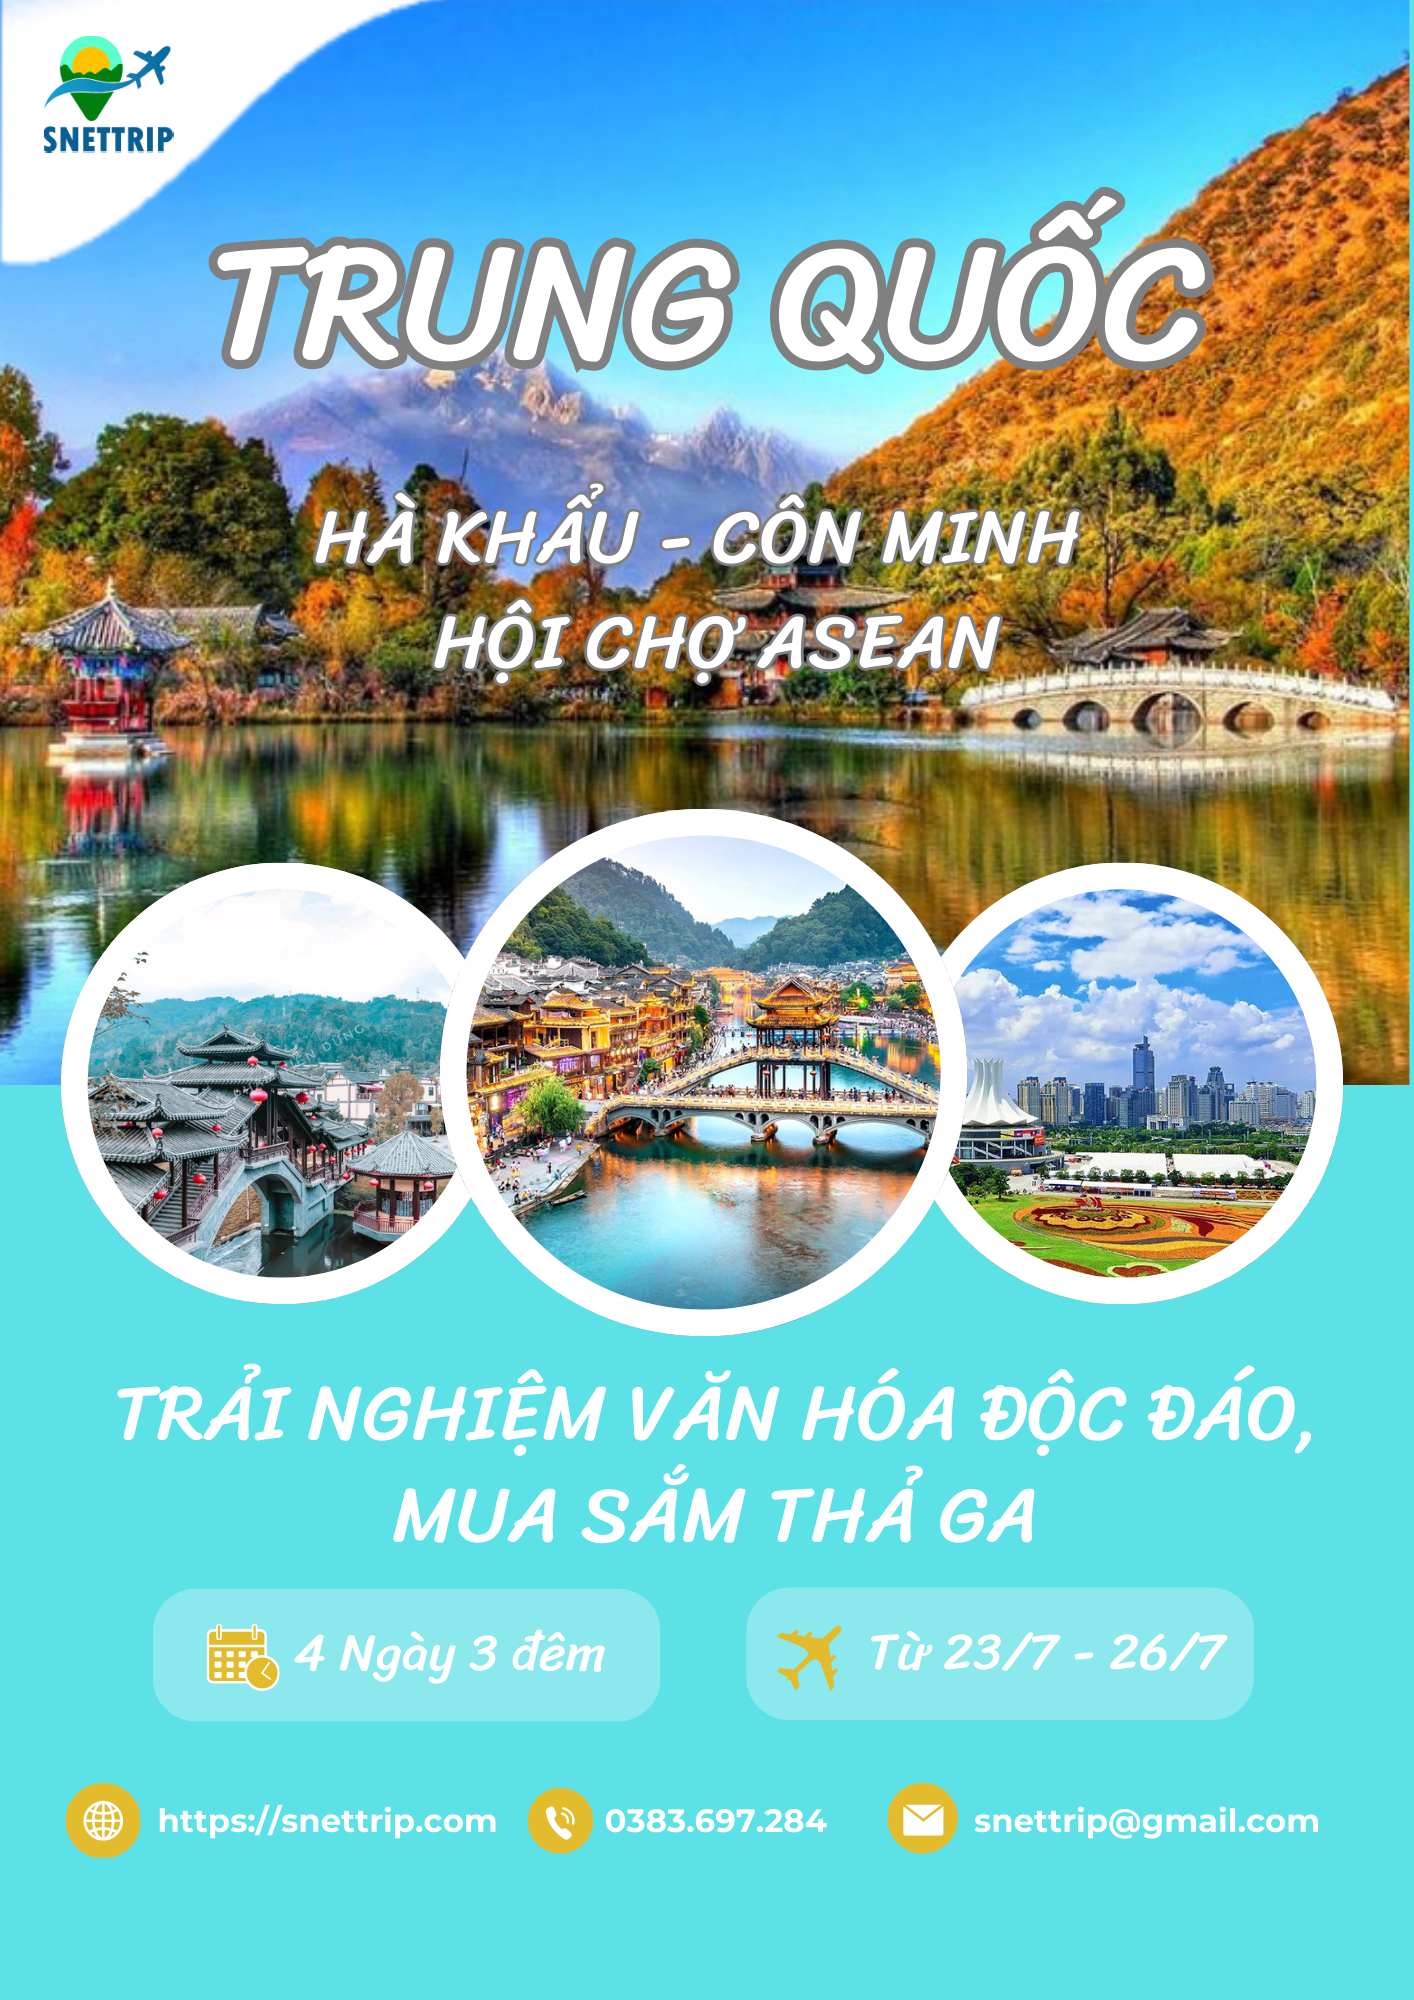 SNETTRIP
TRUNG QUỐC
HÀ KHẨU - CÔN MINH
HỘI CHỢ ASEAN
TRẢI NGHIỆM VĂN HÓA ĐỘC ĐÁO,
MUA SẮM THẢ GA
4 Ngày 3 đêm
Từ 23/7 - 26/7
https://snettrip.com
0383.697.284
snettrip@gmail.com